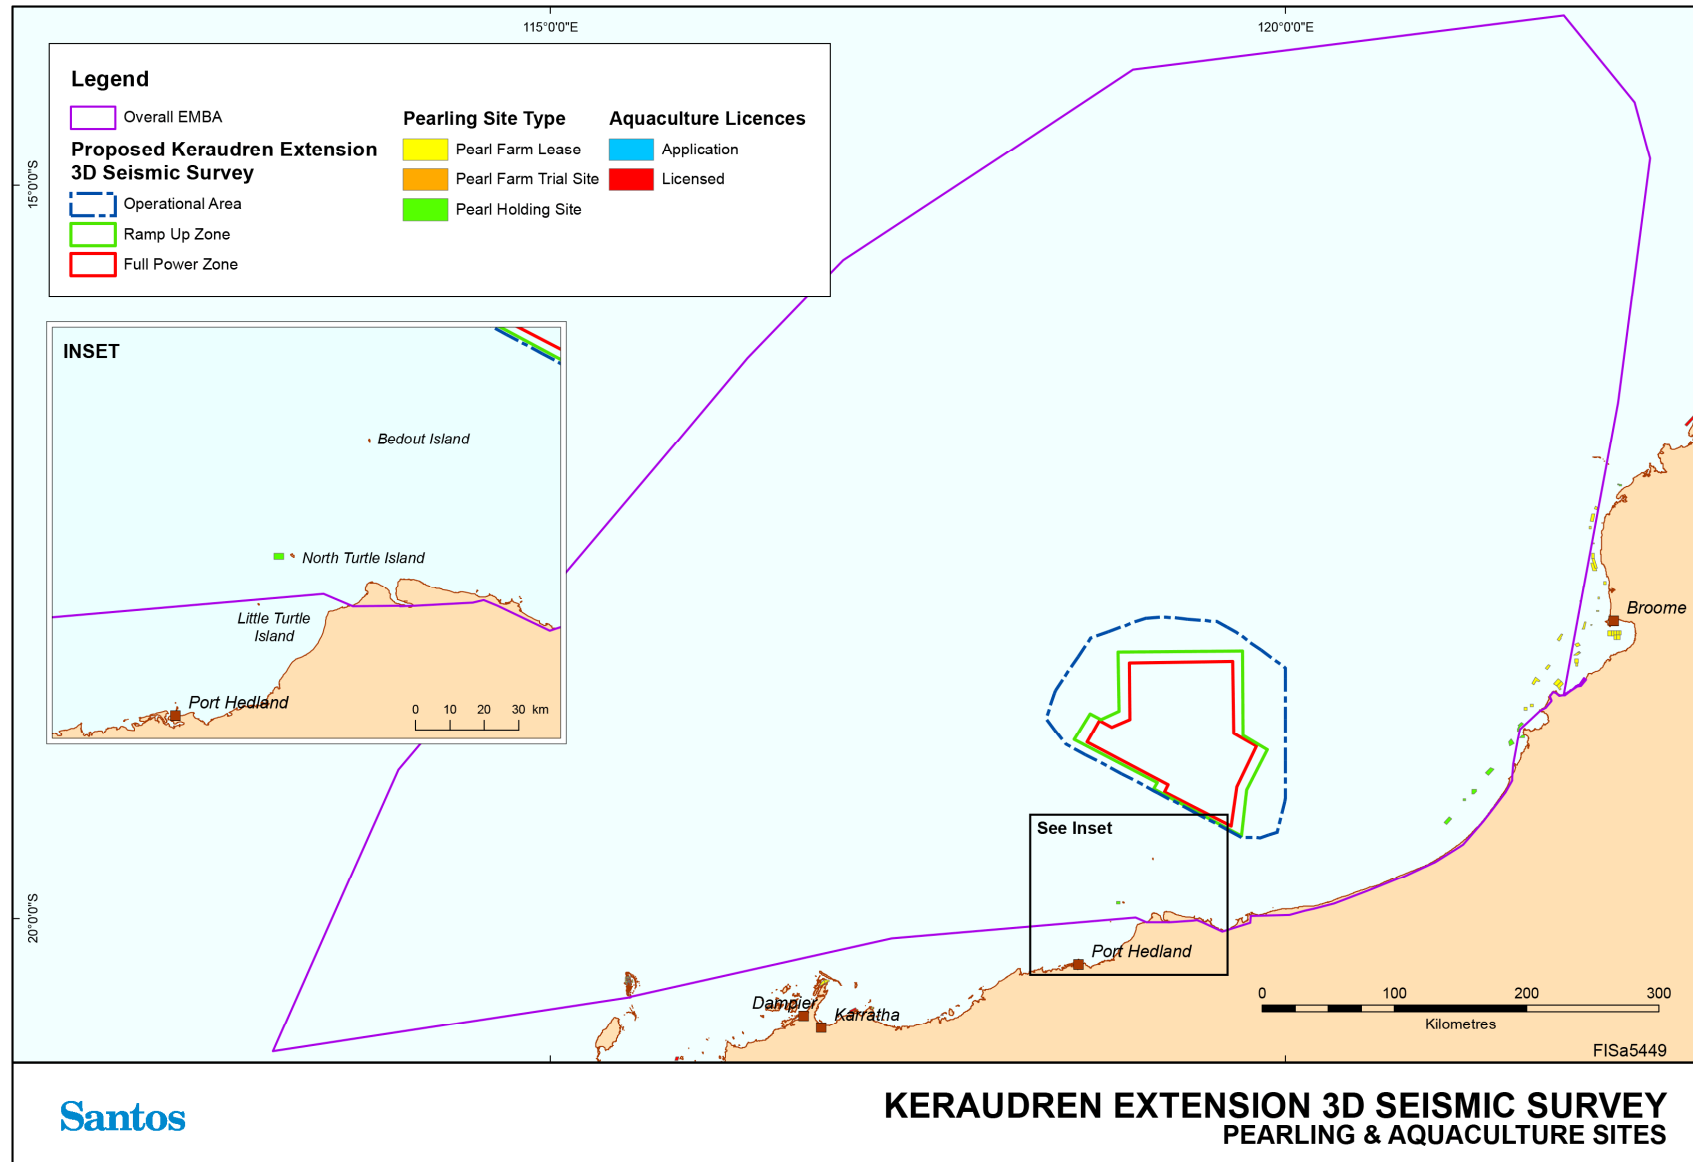 115°0'0"E
120°0'0"E
15°0'0"S
20°0'0"S
Legend
Overall EMBA
Proposed Keraudren Extension
3D Seismic Survey
Operational Area
Ramp Up Zone
Full Power Zone
Pearling Site Type
Pearl Farm Lease
Pearl Farm Trial Site
Pearl Holding Site
Aquaculture Licences
Application
Licensed
INSET
Bedout Island
North Turtle Island
Little Turtle
Island
Port Hedland
0 10 20 30 km
Broome
See Inset
Port Hedland
Dampier
Karratha
0 100 200 300
Kilometres
FISa5449
Santos
KERAUDREN EXTENSION 3D SEISMIC SURVEY
PEARLING & AQUACULTURE SITES